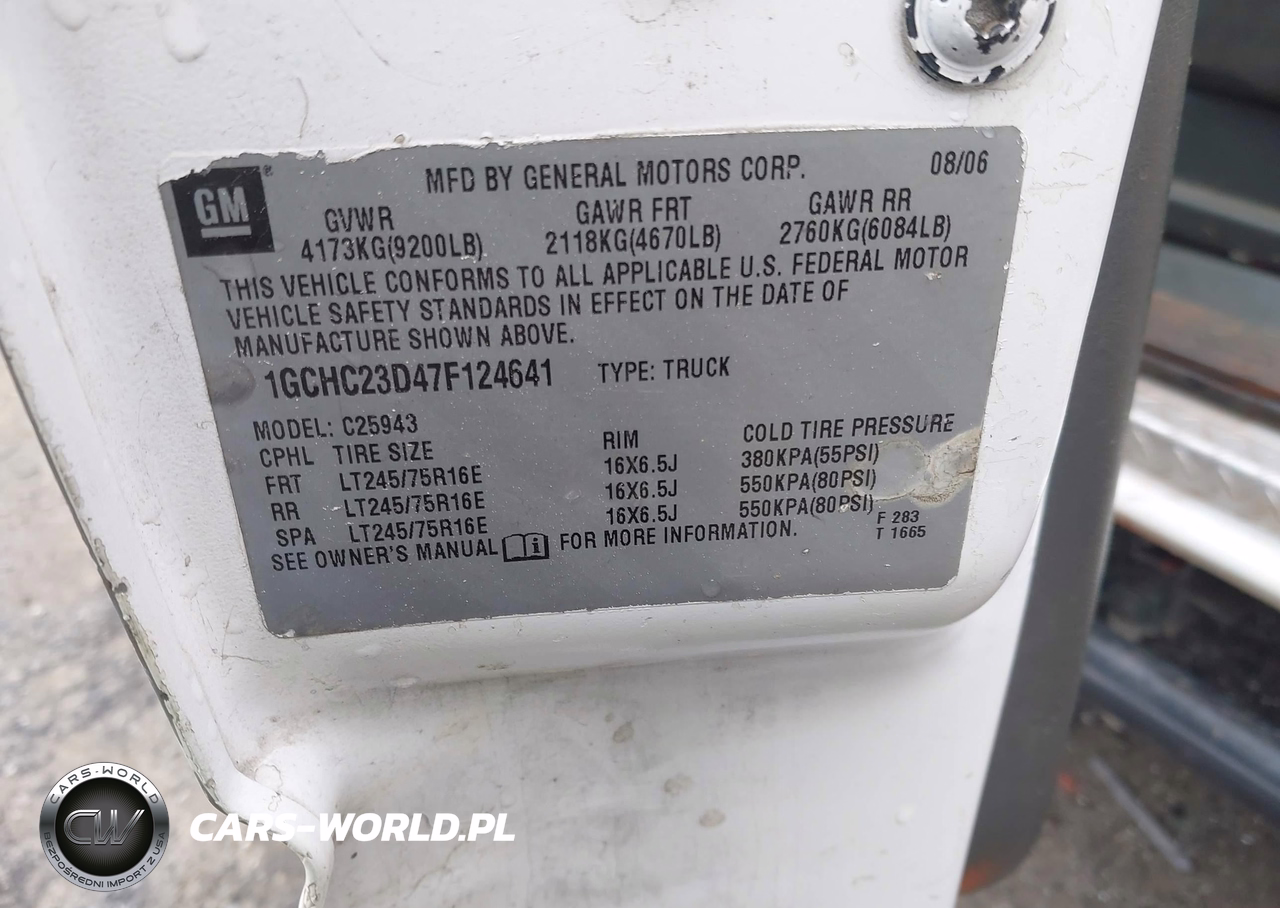 GM
MFD BY GENERAL MOTORS CORP. 08/06
GVWR GAWR FRT GAWR RR
4173KG(9200LB) 2118KG(4670LB) 2760KG(6084LB)
THIS VEHICLE CONFORMS TO ALL APPLICABLE U.S. FEDERAL MOTOR
VEHICLE SAFETY STANDARDS IN EFFECT ON THE DATE OF
MANUFACTURE SHOWN ABOVE.
1GCHC23D47F124641 TYPE: TRUCK
MODEL: C25943
CPHL TIRE SIZE RIM COLD TIRE PRESSURE
FRT LT245/75R16E 16X6.5J 380KPA(55PSI)
RR LT245/75R16E 16X6.5J 550KPA(80PSI)
SPA LT245/75R16E 16X6.5J 550KPA(80PSI)
SEE OWNER'S MANUAL FOR MORE INFORMATION.
F 283
T 1665
CARS-WORLD
CW
BEZPOŚREDNI IMPORT Z USA
CARS-WORLD.PL